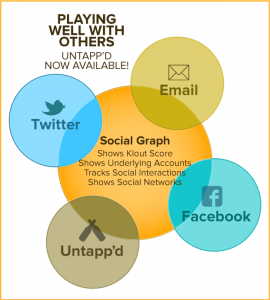 PLAYING
WELL WITH
OTHERS
UNTAPP'D
NOW AVAILABLE!
Email
Twitter
Social Graph
Shows Klout Score
Shows Underlying Accounts
Tracks Social Interactions
Shows Social Networks
Facebook
Untapp'd